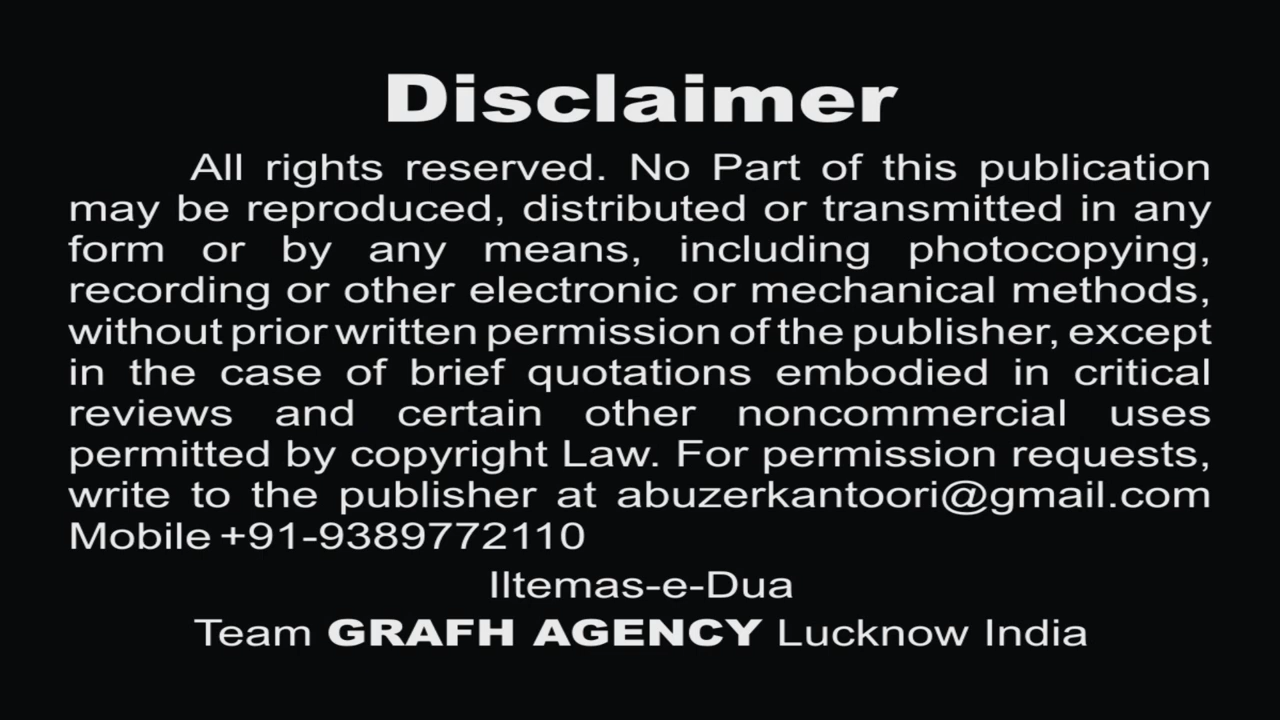 Disclaimer
All rights reserved. No Part of this publication
may be reproduced, distributed or transmitted in any
form or by any means, including photocopying,
recording or other electronic or mechanical methods,
without prior written permission of the publisher, except
in the case of brief quotations embodied in critical
reviews and certain other noncommercial uses
permitted by copyright Law. For permission requests,
write to the publisher at abuzerkantoori@gmail.com
Mobile +91-9389772110
IItemas-e-Dua
Team GRAFH AGENCY Lucknow India